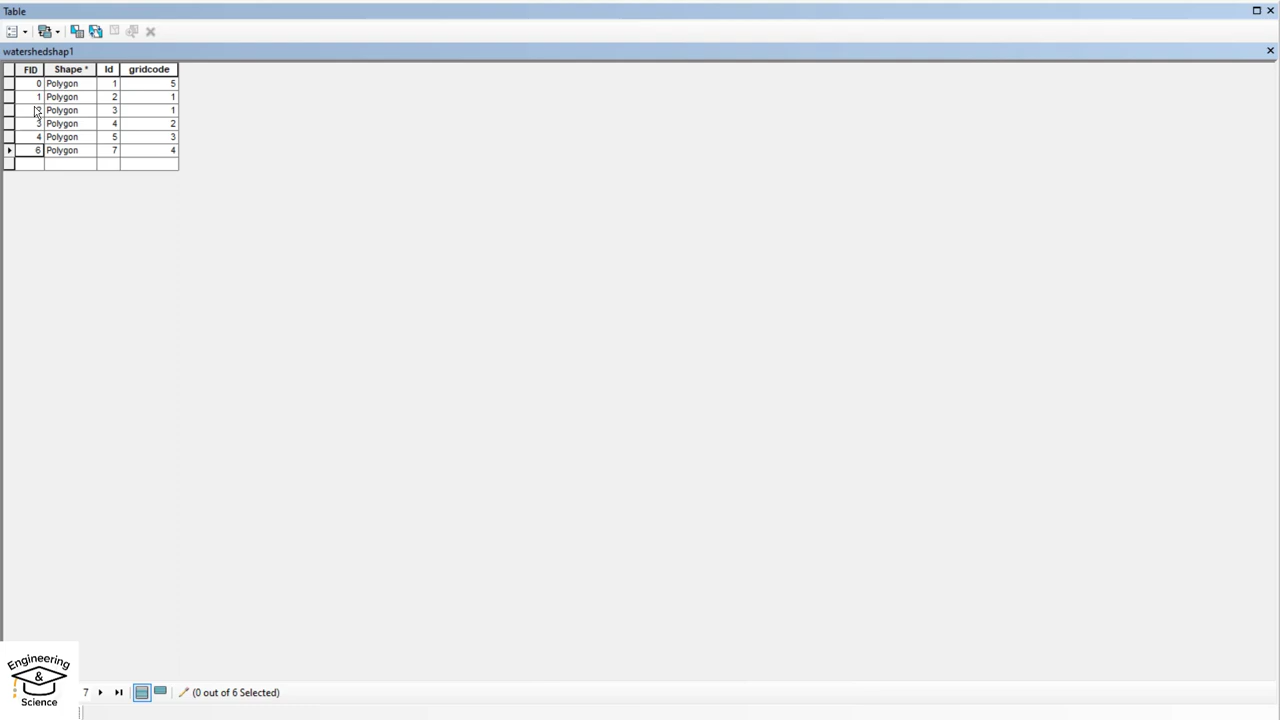 Table
watershedshap1
FID Shape * Id gridcode
0 Polygon 1 5
1 Polygon 2 1
Polygon 3 1
3 Polygon 4 2
4 Polygon 5 3
6 Polygon 7 4
Engineering
&
Science
7 (0 out of 6 Selected)